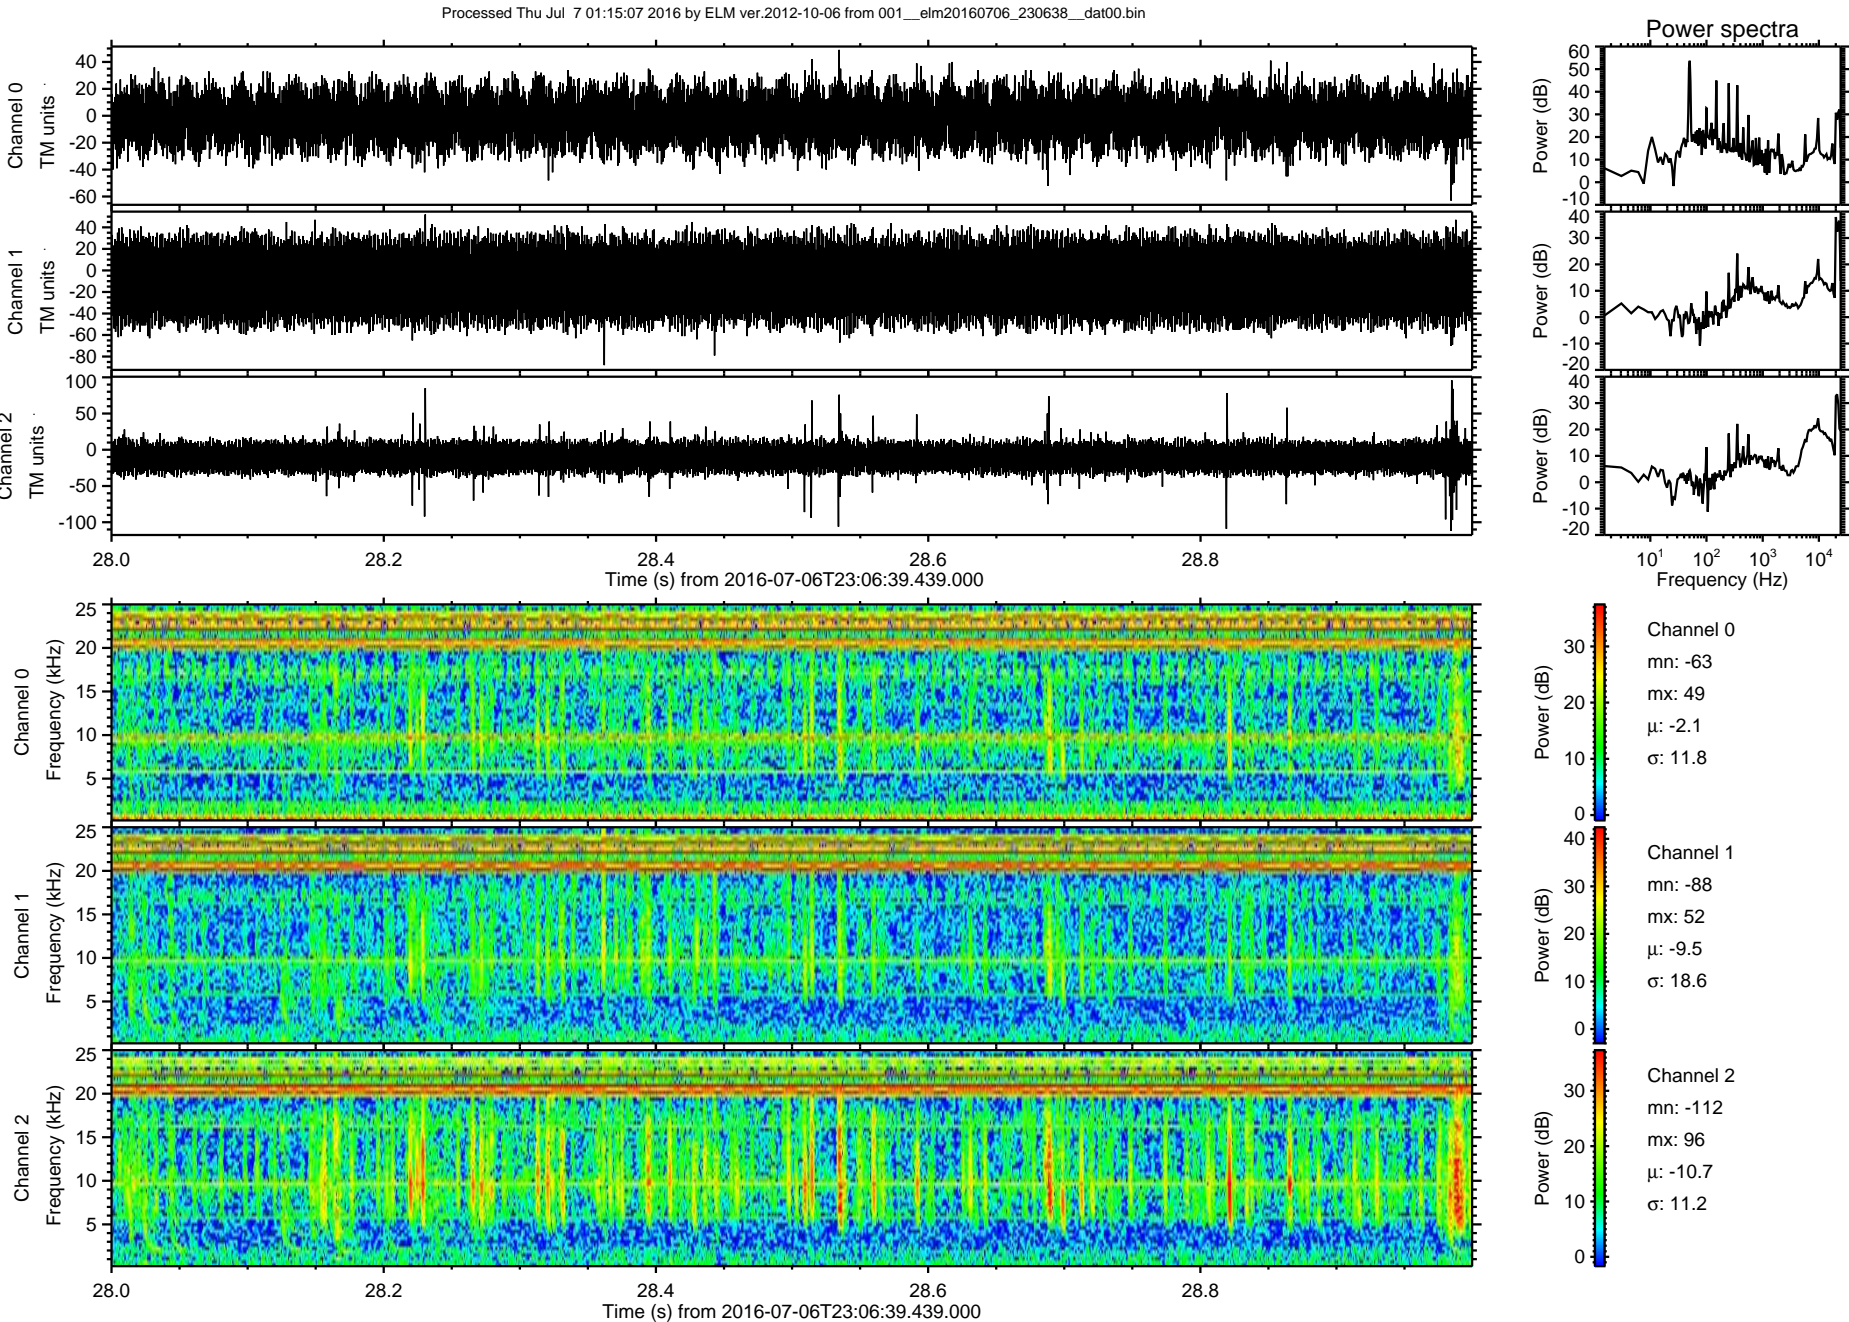 Processed Thu Jul  7 01:15:07 2016 by ELM ver.2012-10-06 from 001__elm20160706_230638__dat00.bin
Power spectra
Channel 0
TM units
40
20
0
-20
-40
-60
Power (dB)
60
50
40
30
20
10
0
-10
Channel 1
TM units
40
20
0
-20
-40
-60
-80
Power (dB)
40
30
20
10
0
-10
-20
Channel 2
TM units
100
50
0
-50
-100
Power (dB)
40
30
20
10
0
-10
-20
28.0 28.2 28.4 28.6 28.8
Time (s) from 2016-07-06T23:06:39.439.000
10¹ 10² 10³ 10⁴
Frequency (Hz)
Channel 0
Frequency (kHz)
25
20
15
10
5
Power (dB)
30
20
10
0
Channel 0
mn: -63
mx: 49
μ: -2.1
σ: 11.8
Channel 1
Frequency (kHz)
25
20
15
10
5
Power (dB)
40
30
20
10
0
Channel 1
mn: -88
mx: 52
μ: -9.5
σ: 18.6
Channel 2
Frequency (kHz)
25
20
15
10
5
Power (dB)
30
20
10
0
Channel 2
mn: -112
mx: 96
μ: -10.7
σ: 11.2
28.0 28.2 28.4 28.6 28.8
Time (s) from 2016-07-06T23:06:39.439.000